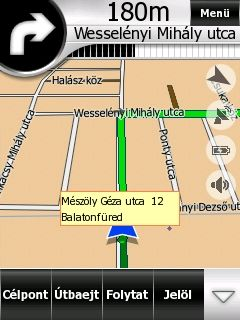 180m
Menü
Wesselényi Mihály utca
Halász köz
Wesselényi Mihály utca
Ponty utca
Mészöly Géza utca 12
Balatonfüred
Célpont
Útbaejt
Folytat
Jelöl